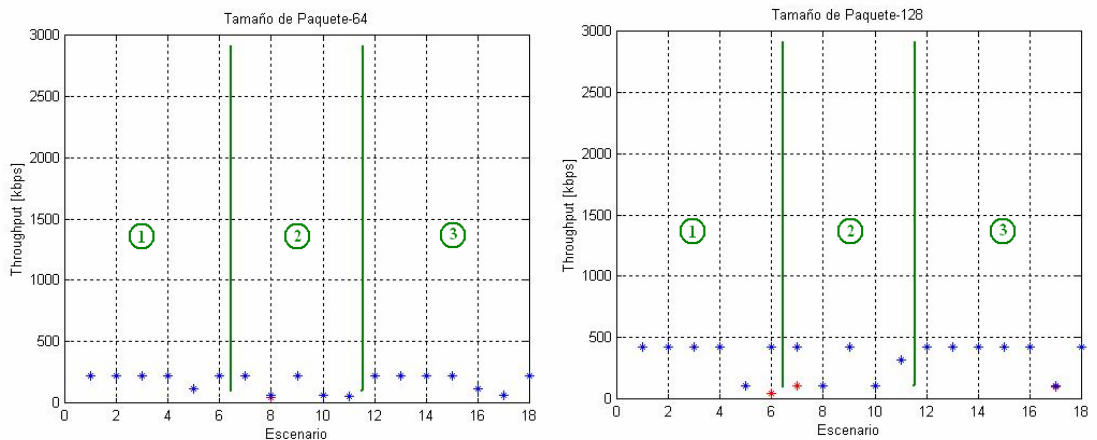 Tamaño de Paquete-64
3000
2500
2000
1500
1000
500
0
Throughput [kbps]
1
2
3
0 2 4 6 8 10 12 14 16 18
Escenario
Tamaño de Paquete-128
3000
2500
2000
1500
1000
500
0
Throughput [kbps]
1
2
3
0 2 4 6 8 10 12 14 16 18
Escenario